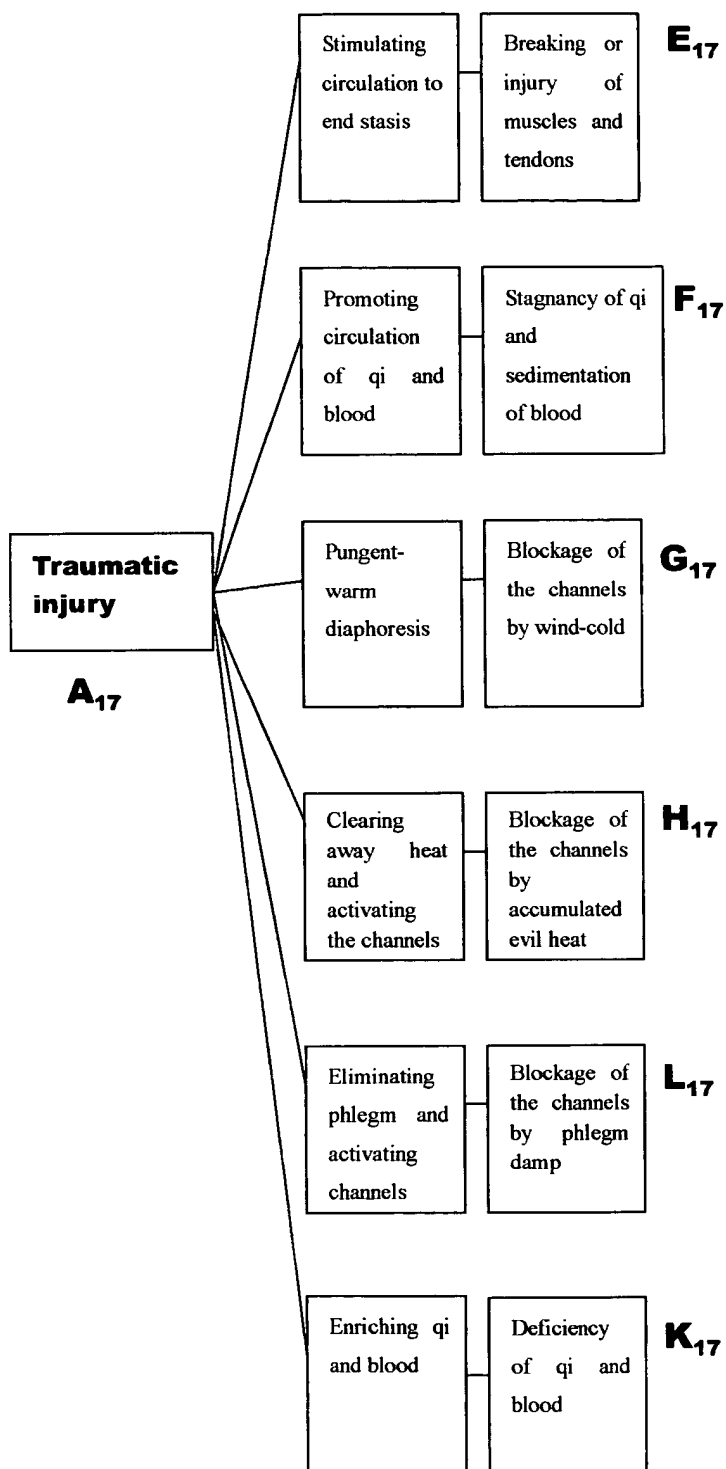 Stimulating
circulation to
end stasis
Breaking or
injury of
muscles and
tendons
E17
Promoting
circulation
of qi and
blood
Stagnancy of qi
and
sedimentation
of blood
F17
Traumatic
injury
A17
Pungent-
warm
diaphoresis
Blockage of
the channels
by wind-cold
G17
Clearing
away heat
and
activating
the channels
Blockage of
the channels
by
accumulated
evil heat
H17
Eliminating
phlegm and
activating
channels
Blockage of
the channels
by phlegm
damp
L17
Enriching qi
and blood
Deficiency
of qi and
blood
K17